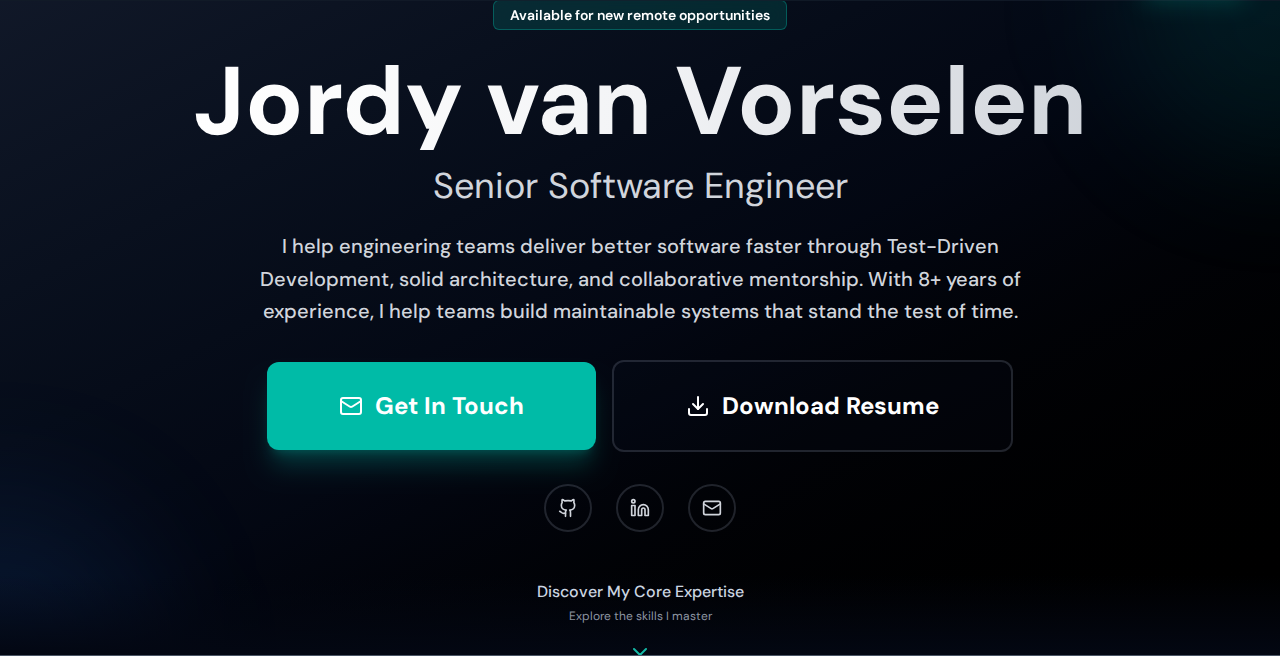 Available for new remote opportunities
Jordy van Vorselen
Senior Software Engineer
I help engineering teams deliver better software faster through Test-Driven
Development, solid architecture, and collaborative mentorship. With 8+ years of
experience, I help teams build maintainable systems that stand the test of time.
Get In Touch
Download Resume
Discover My Core Expertise
Explore the skills I master